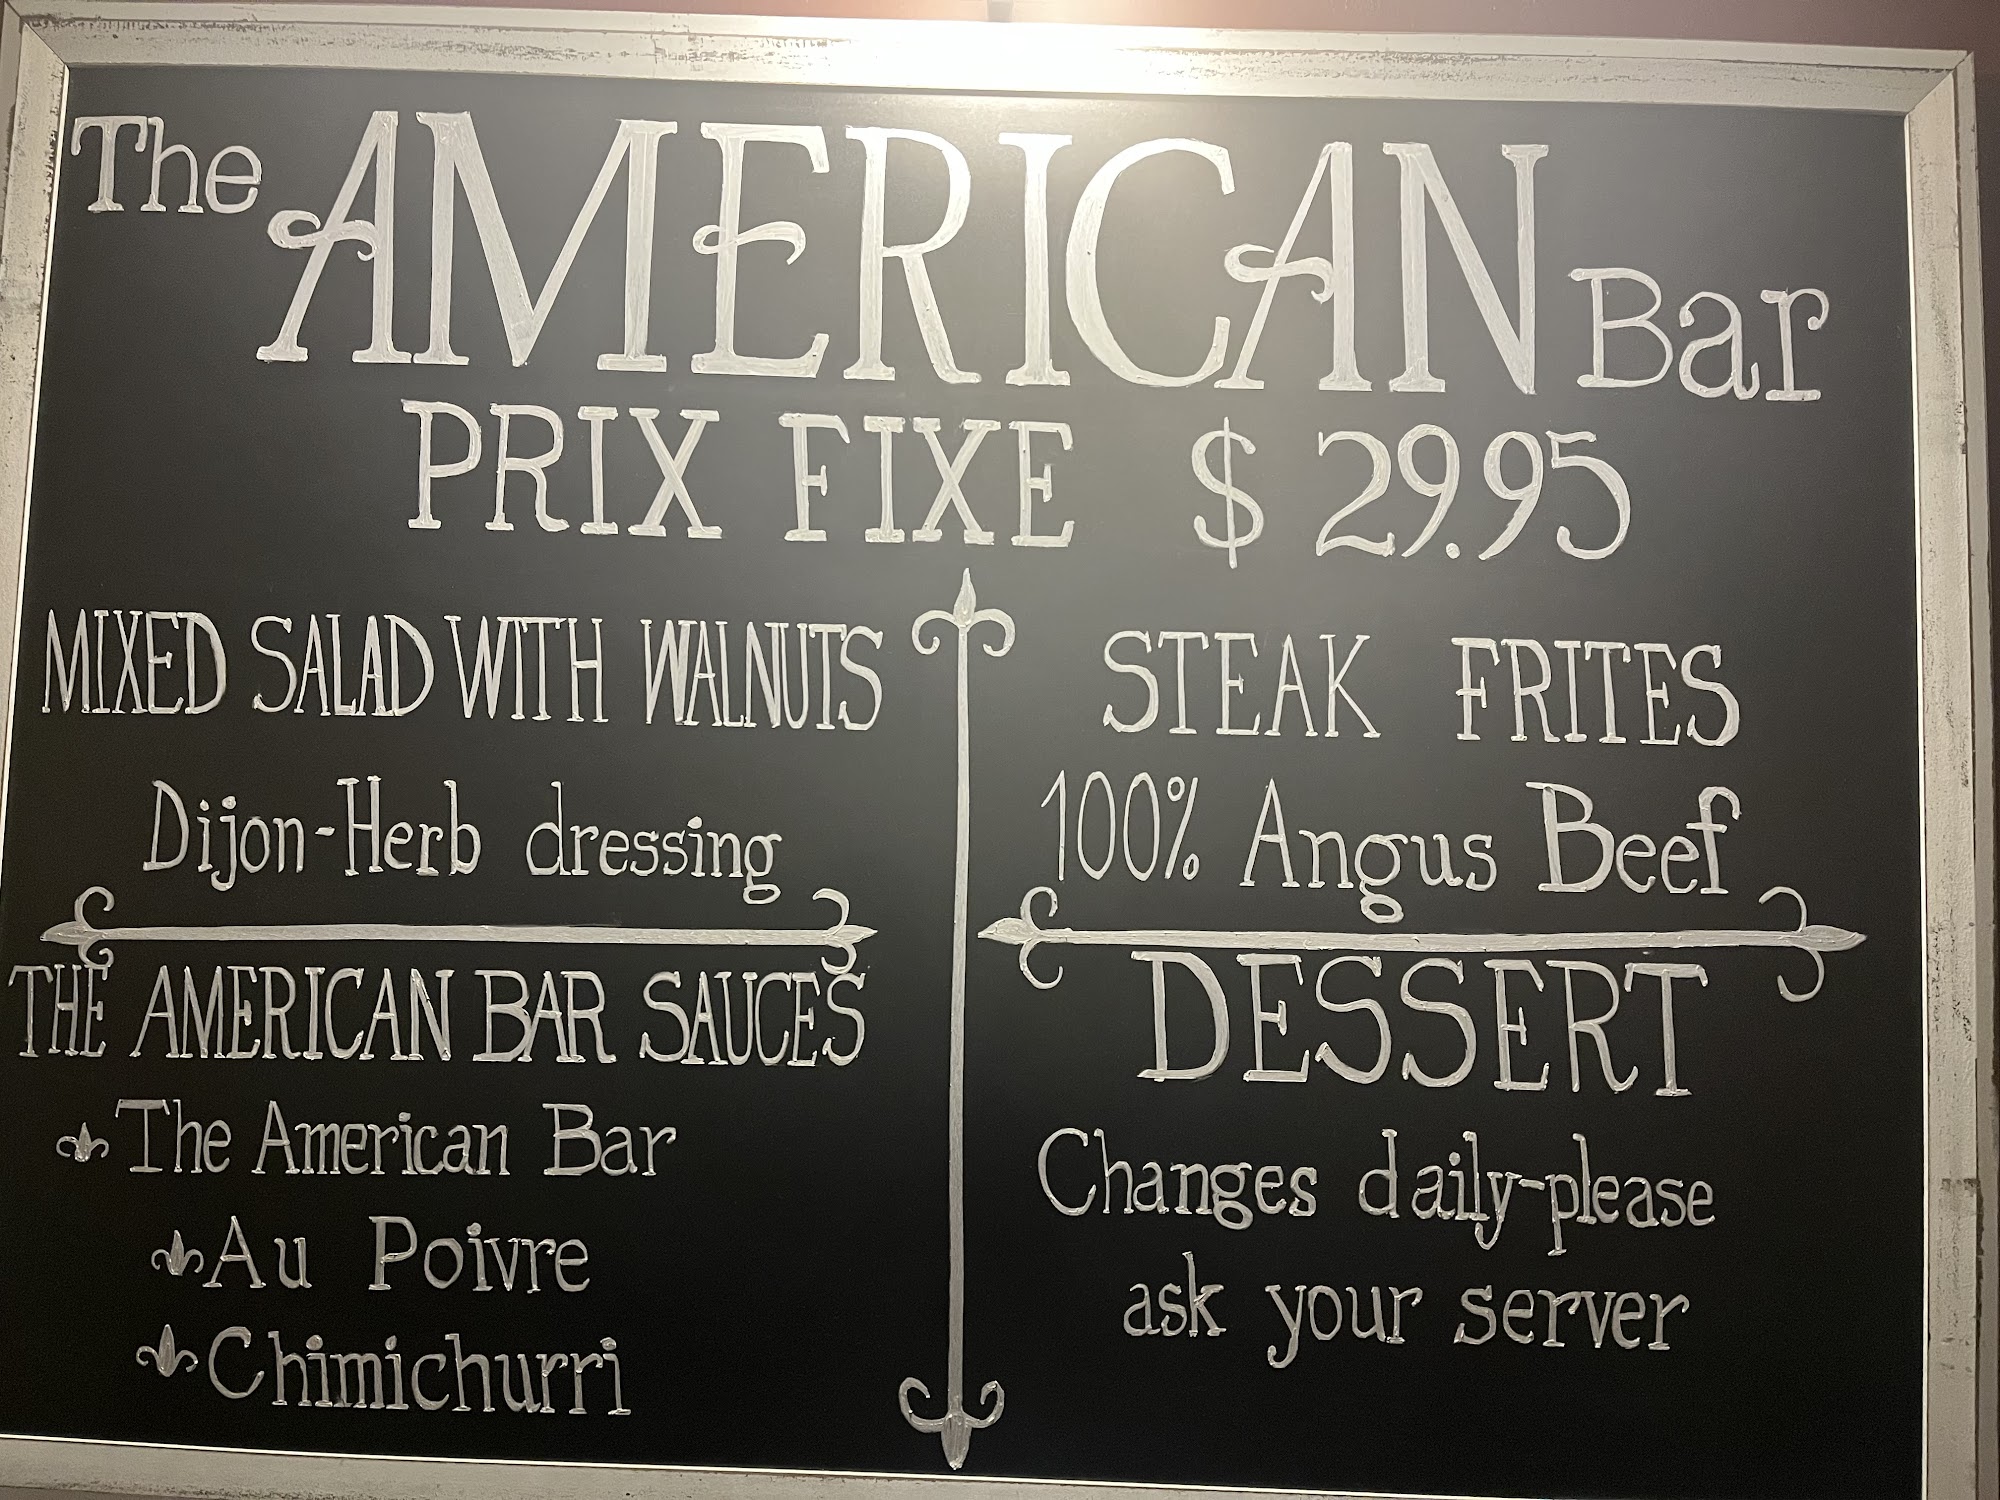 The AMERICAN Bar
PRIX FIXE $29.95
MIXED SALAD WITH WALNUTS
Dijon-Herb dressing
THE AMERICAN BAR SAUCES
The American Bar
Au Poivre
Chimichurri
STEAK FRITES
100% Angus Beef
DESSERT
Changes daily-please
ask your server